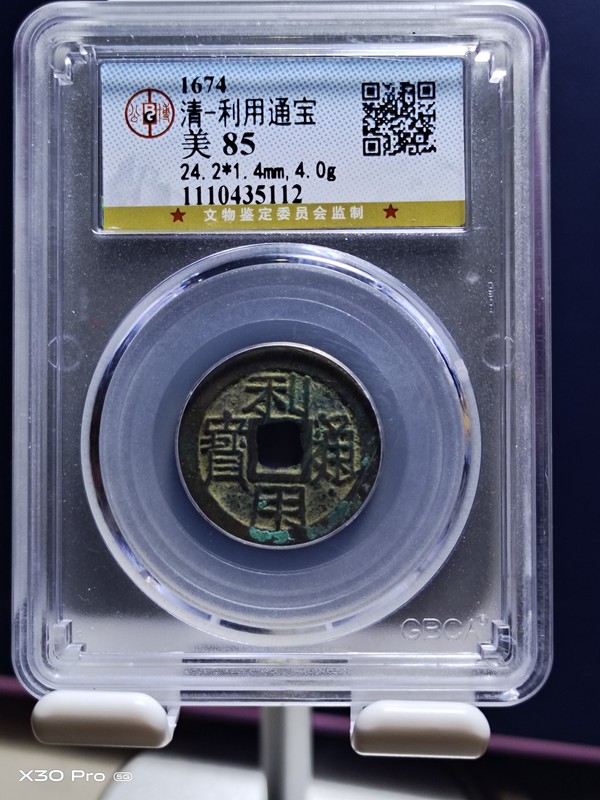 1674
清-利用通宝
美 85
24.2*1.4mm,4.0g
1110435112
★ 文物鉴定委员会监制 ★
利用通寶
GBCA
X30 Pro 5G